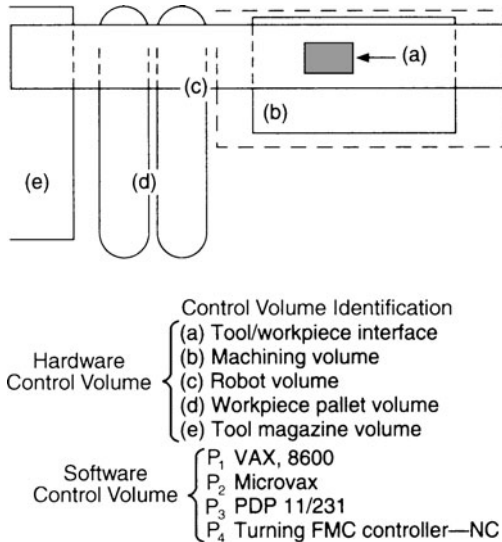 (a)
(c)
(b)
(e)
(d)
Control Volume Identification
Hardware Control Volume
(a) Tool/workpiece interface
(b) Machining volume
(c) Robot volume
(d) Workpiece pallet volume
(e) Tool magazine volume
Software Control Volume
P1 VAX, 8600
P2 Microvax
P3 PDP 11/231
P4 Turning FMC controller—NC